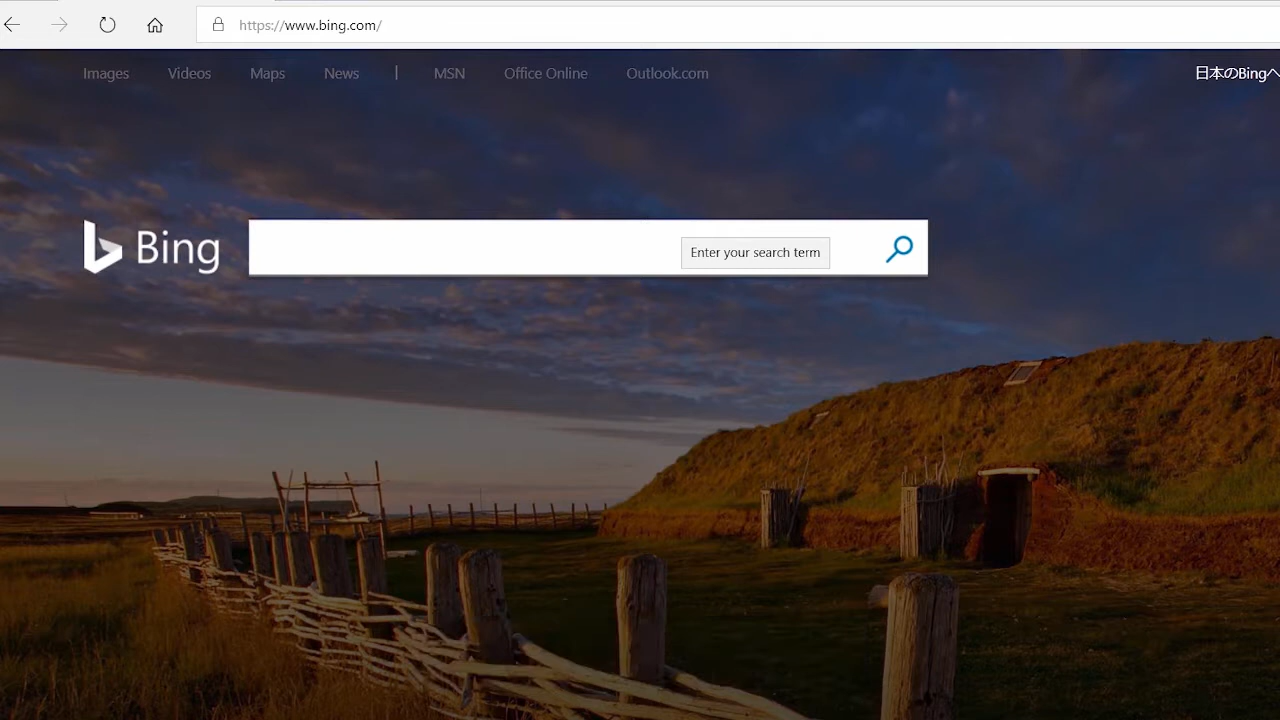 https://www.bing.com/
Images Videos Maps News | MSN Office Online Outlook.com 日本のBingへ
Bing
Enter your search term